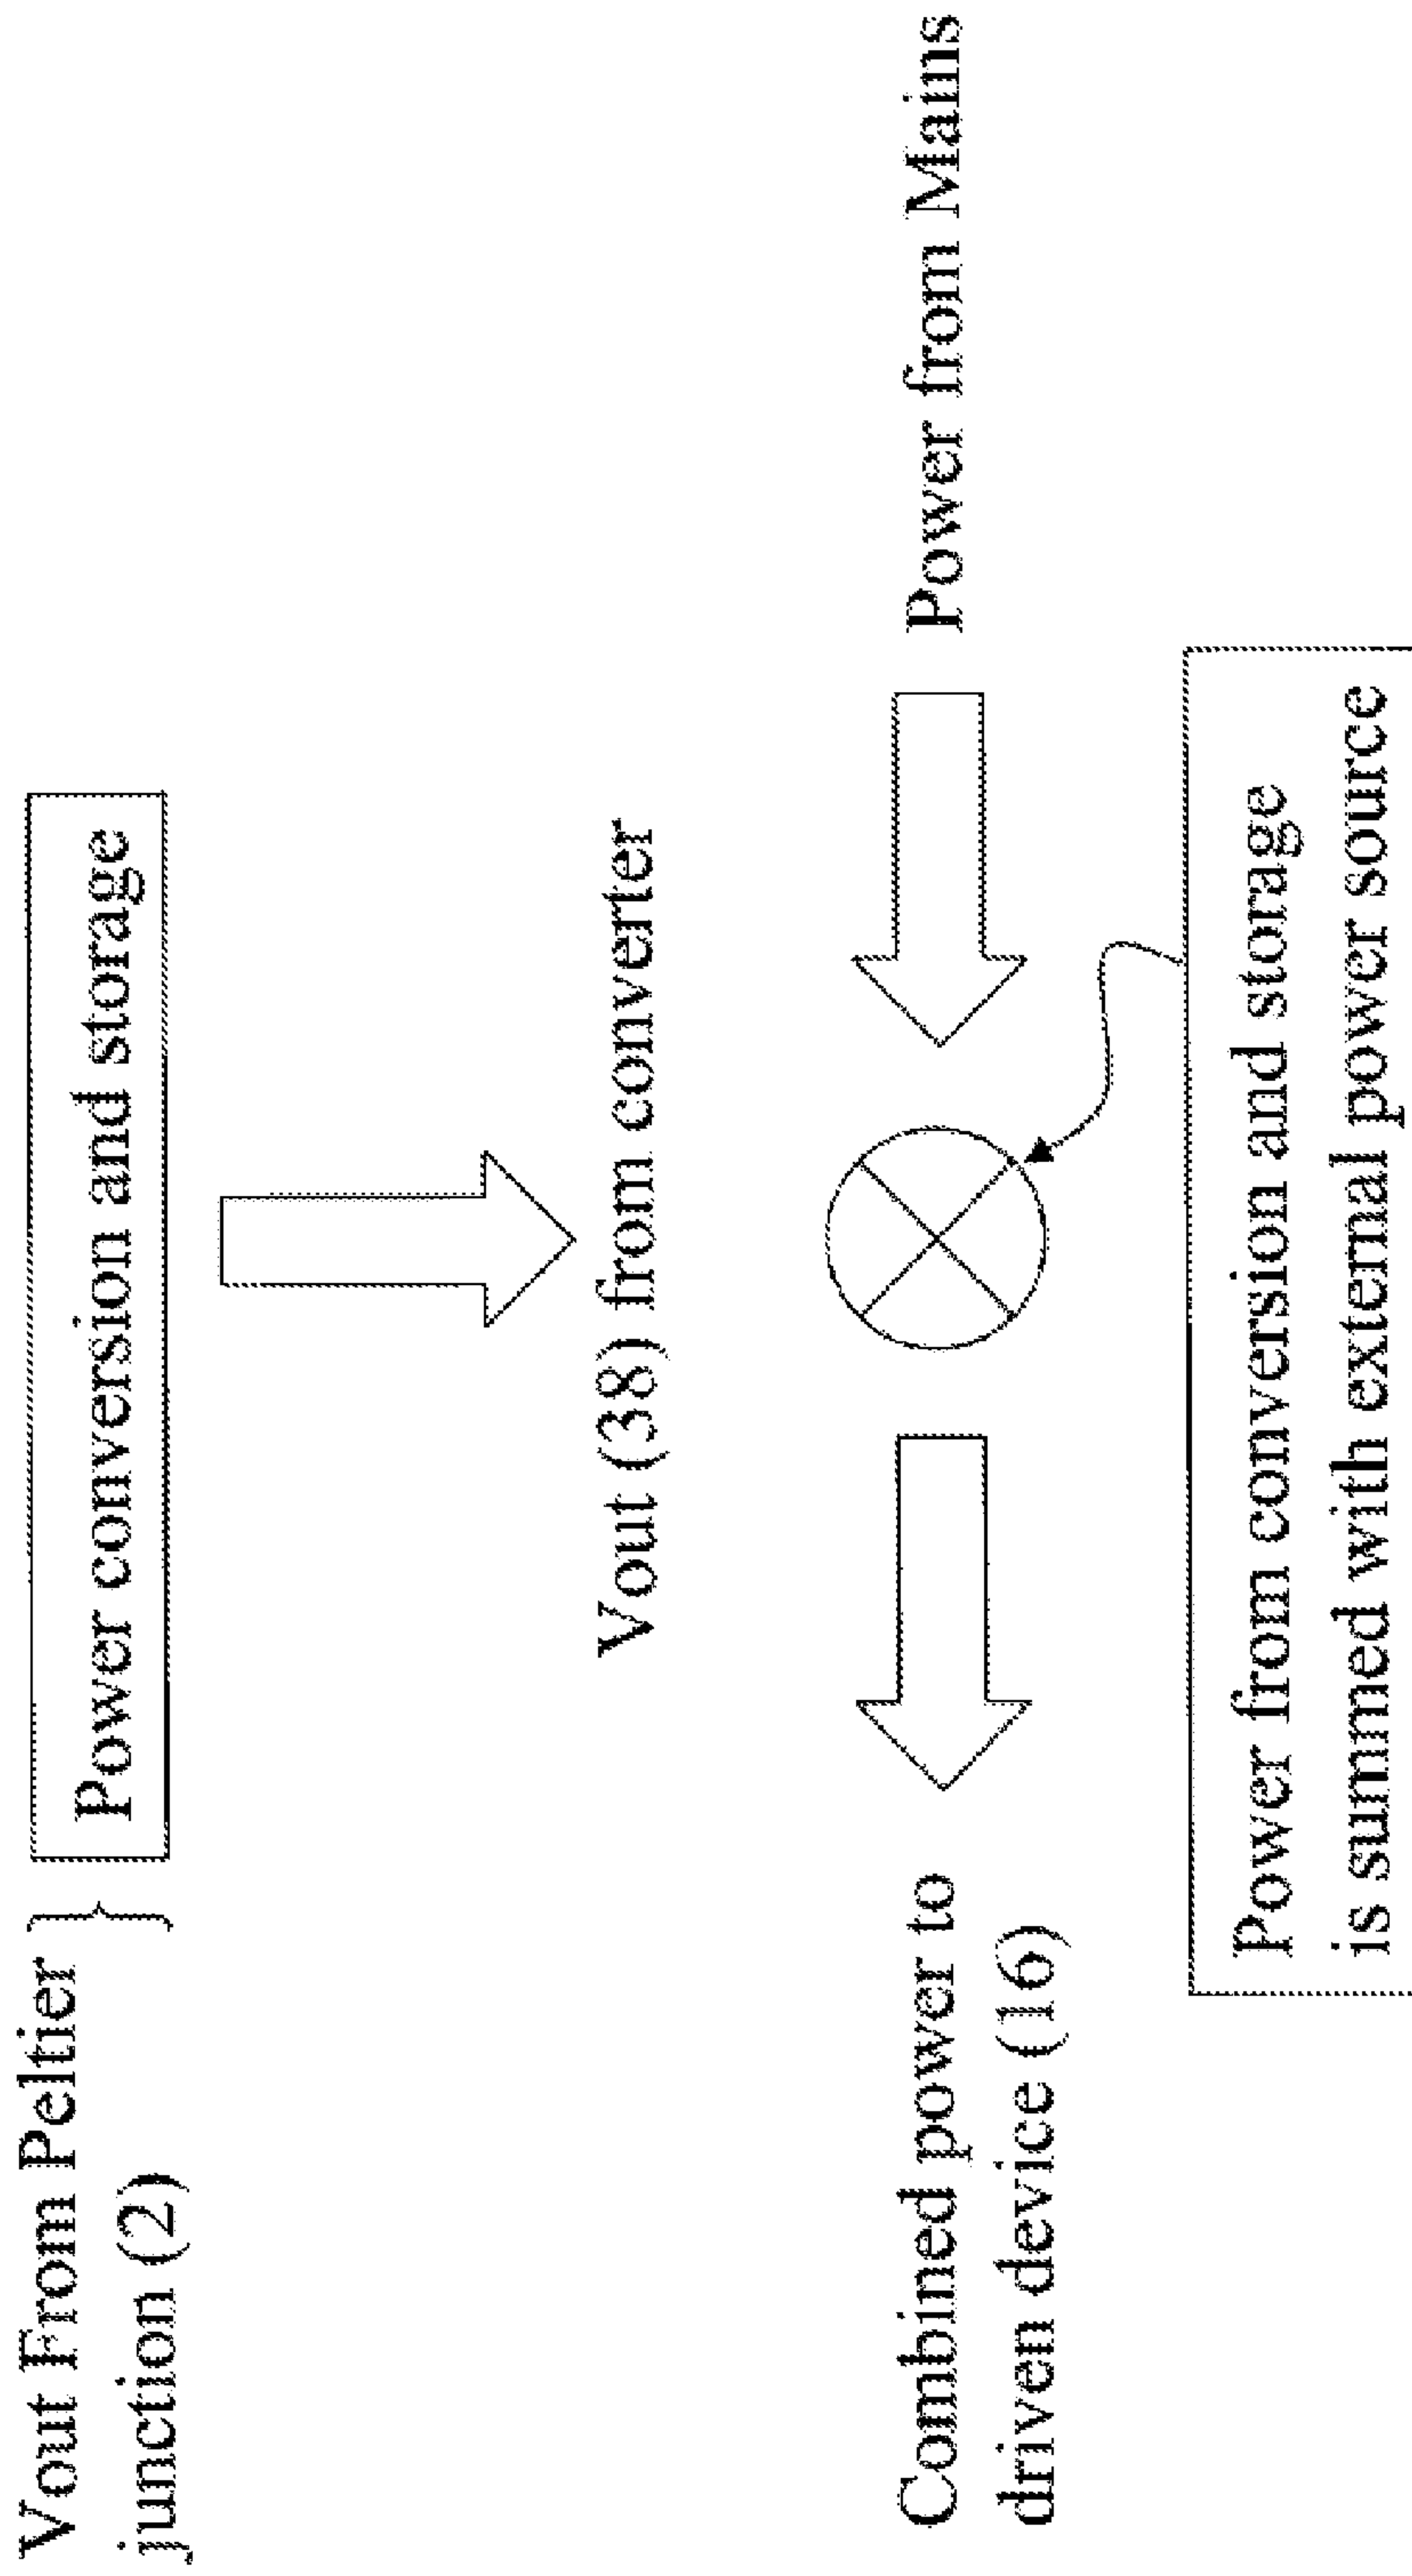 Vout From Peltier
junction (2)
Power conversion and storage
Vout (38) from converter
Combined power to
driven device (16)
Power from Mains
Power from conversion and storage
is summed with external power source